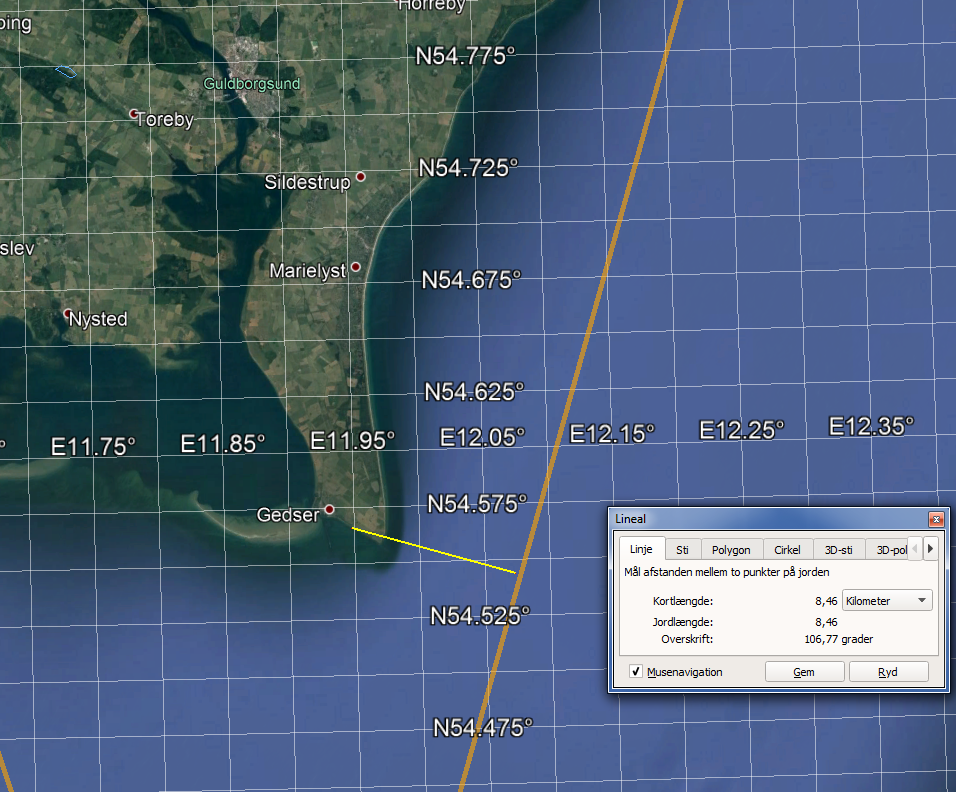 Horreby
ping
N54.775°
Guldborgsund
Toreby
N54.725°
Sildestrup
slev
Marielyst
N54.675°
Nysted
N54.625°
°
E11.75°
E11.85°
E11.95°
E12.05°
E12.15°
E12.25°
E12.35°
N54.575°
Gedser
N54.525°
N54.475°
Lineal
Linje
Sti
Polygon
Cirkel
3D-sti
3D-pol
Mål afstanden mellem to punkter på jorden
Kortlængde: 8,46 Kilometer
Jordlængde: 8,46
Overskrift: 106,77 grader
Musenavigation
Gem
Ryd